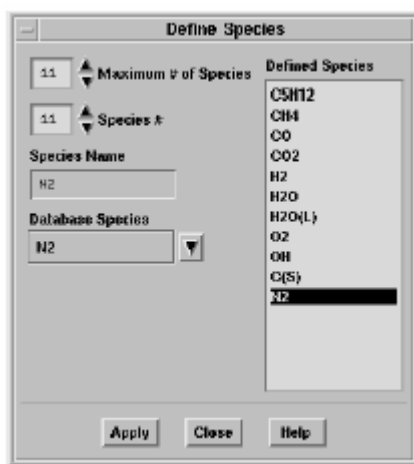 Define Species
11 Maximum # of Species
11 Species #
Species Name
N2
Database Species
N2
Defined Species
C5H12
CH4
CO
CO2
H2
H2O
H2O(L)
O2
OH
C(S)
N2
Apply Close Help